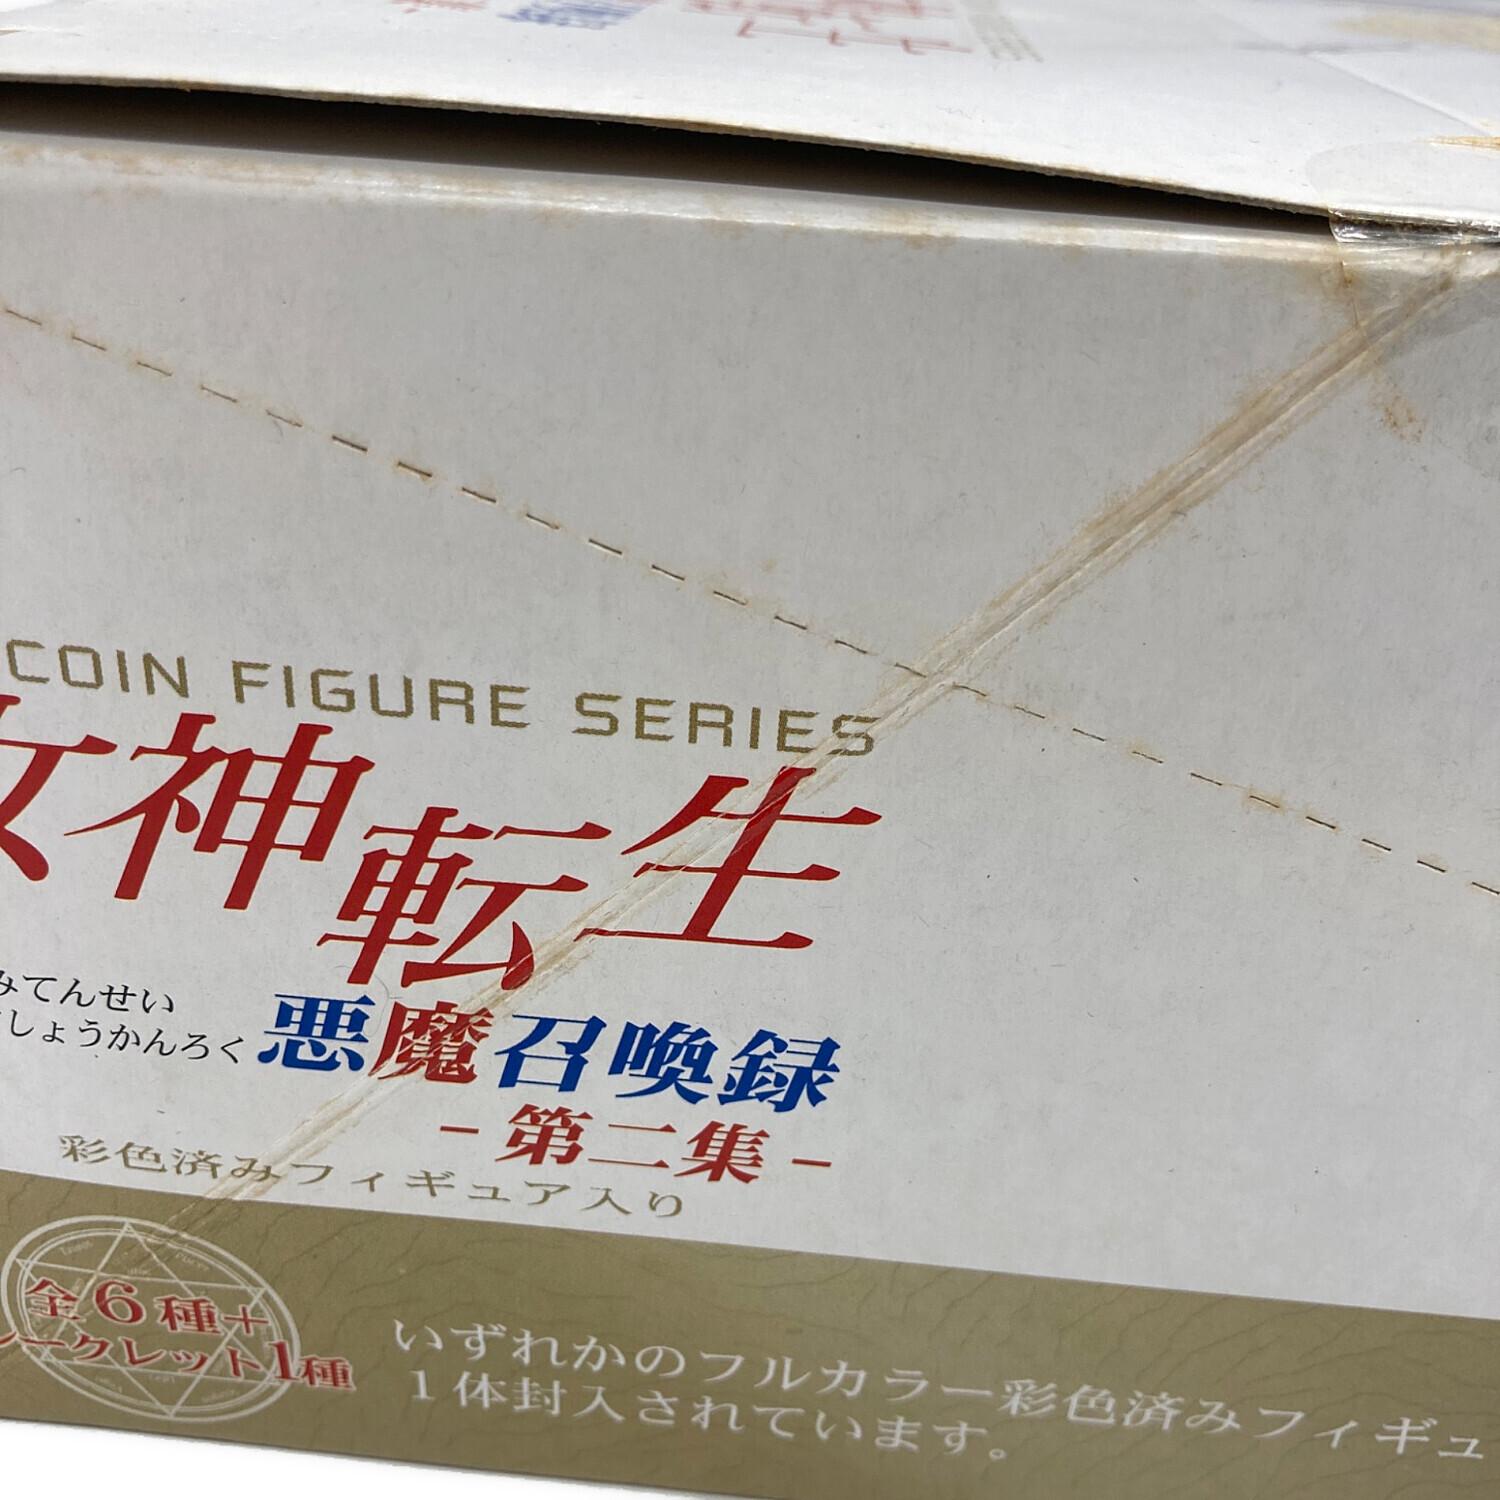 COIN FIGURE SERIES
女神転生
みてんせい
しょうかんろく
悪魔召喚録
- 第二集 -
彩色済みフィギュア入り
全6種+
シークレット1種
いずれかのフルカラー彩色済みフィギュ
1体封入されています。